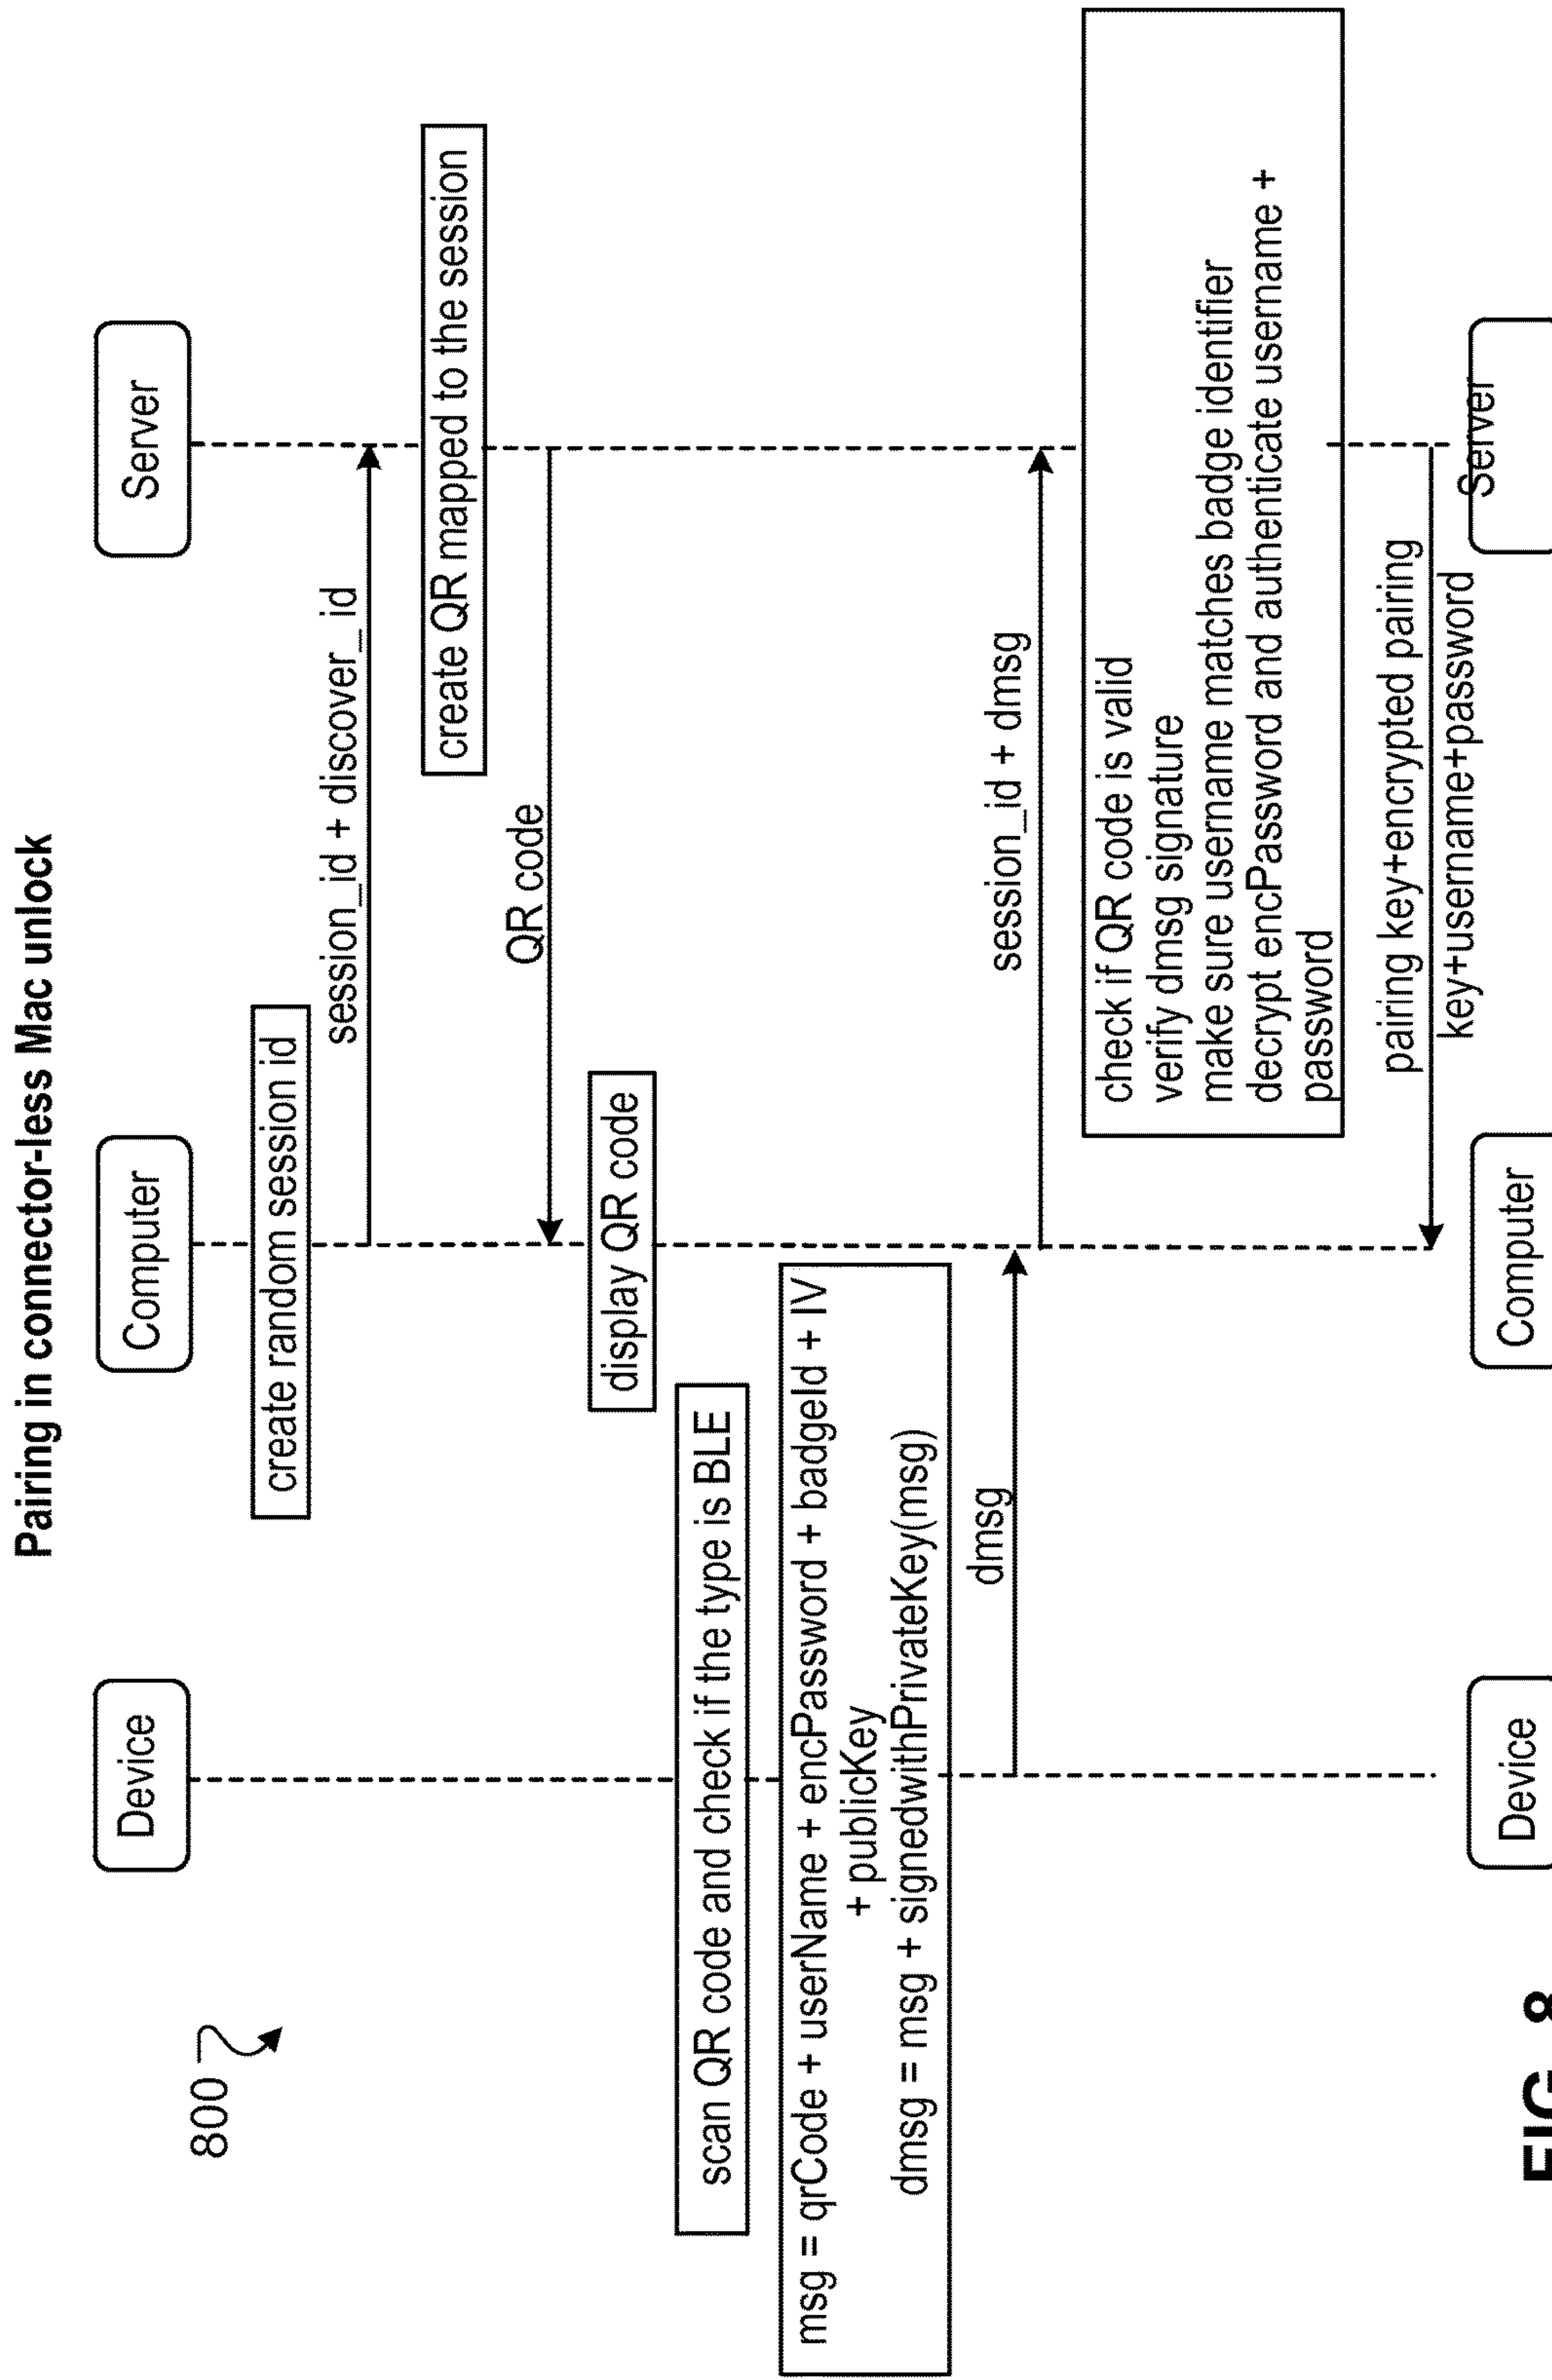 Pairing in connector-less Mac unlock
800
Device
Computer
Server
create random session id
session_id + discover_id
create QR mapped to the session
QR code
display QR code
scan QR code and check if the type is BLE
msg = qrCode + userName + encPassword + badgeId + IV
+ publicKey
dmsg = msg + signedwithPrivateKey(msg)
dmsg
session_id + dmsg
check if QR code is valid
verify dmsg signature
make sure username matches badge identifier
decrypt encPassword and authenticate username +
password
pairing key+encrypted pairing
key+username+password
Device
Computer
Server
FIG. 8